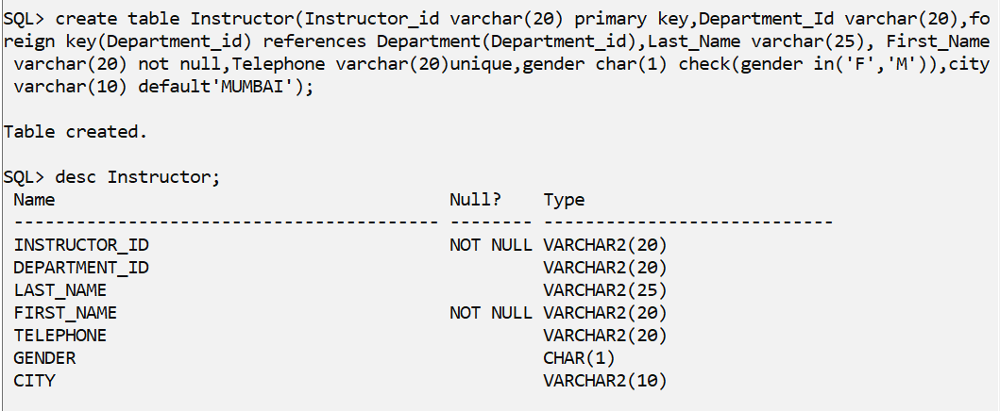 SQL> create table Instructor(Instructor_id varchar(20) primary key,Department_Id varchar(20),fo
reign key(Department_id) references Department(Department_id),Last_Name varchar(25), First_Name
 varchar(20) not null,Telephone varchar(20)unique,gender char(1) check(gender in('F','M')),city
 varchar(10) default'MUMBAI');
Table created.
SQL> desc Instructor;
 Name                                      Null?    Type
 ----------------------------------------- -------- ----------------------------
 INSTRUCTOR_ID                             NOT NULL VARCHAR2(20)
 DEPARTMENT_ID                                      VARCHAR2(20)
 LAST_NAME                                          VARCHAR2(25)
 FIRST_NAME                                NOT NULL VARCHAR2(20)
 TELEPHONE                                          VARCHAR2(20)
 GENDER                                             CHAR(1)
 CITY                                               VARCHAR2(10)